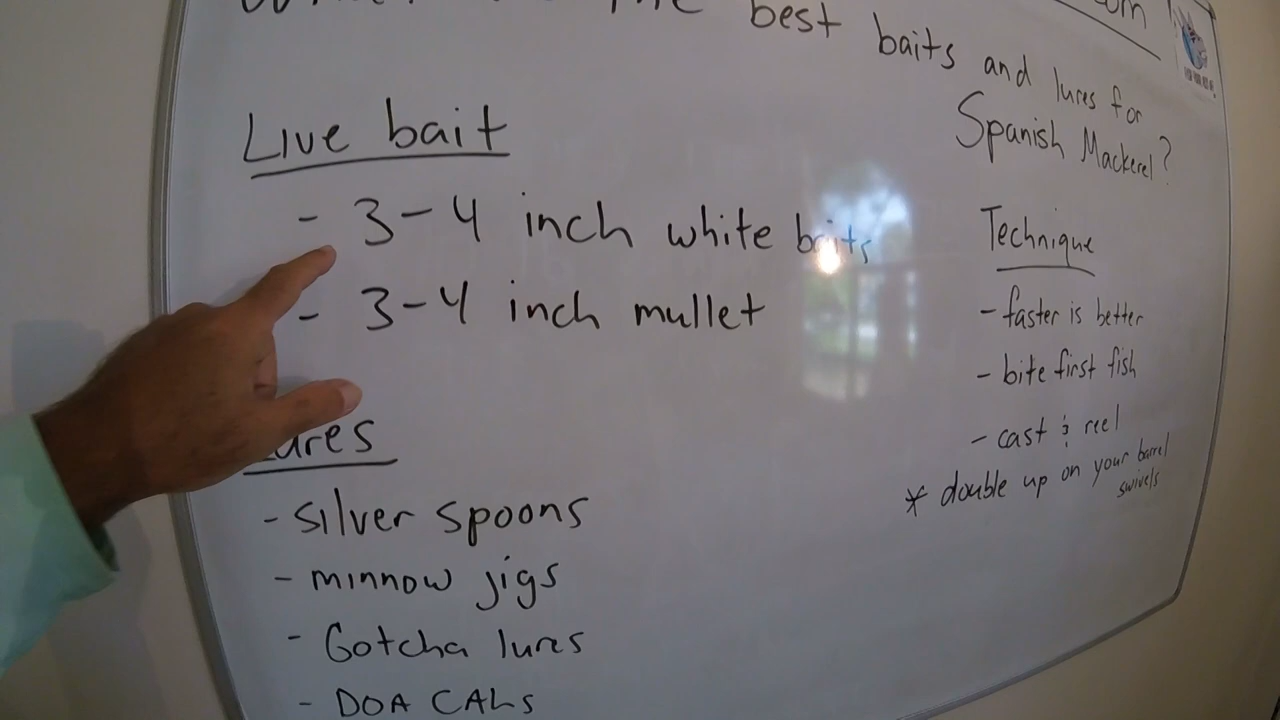 the best baits and lures for
Spanish Mackerel?
Live bait
- 3-4 inch white baits
- 3-4 inch mullet
Lures
- silver spoons
- minnow jigs
- Gotcha lures
- DOA CALs
Technique
- faster is better
- bite first fish
- cast & reel
* double up on your barrel
swivels